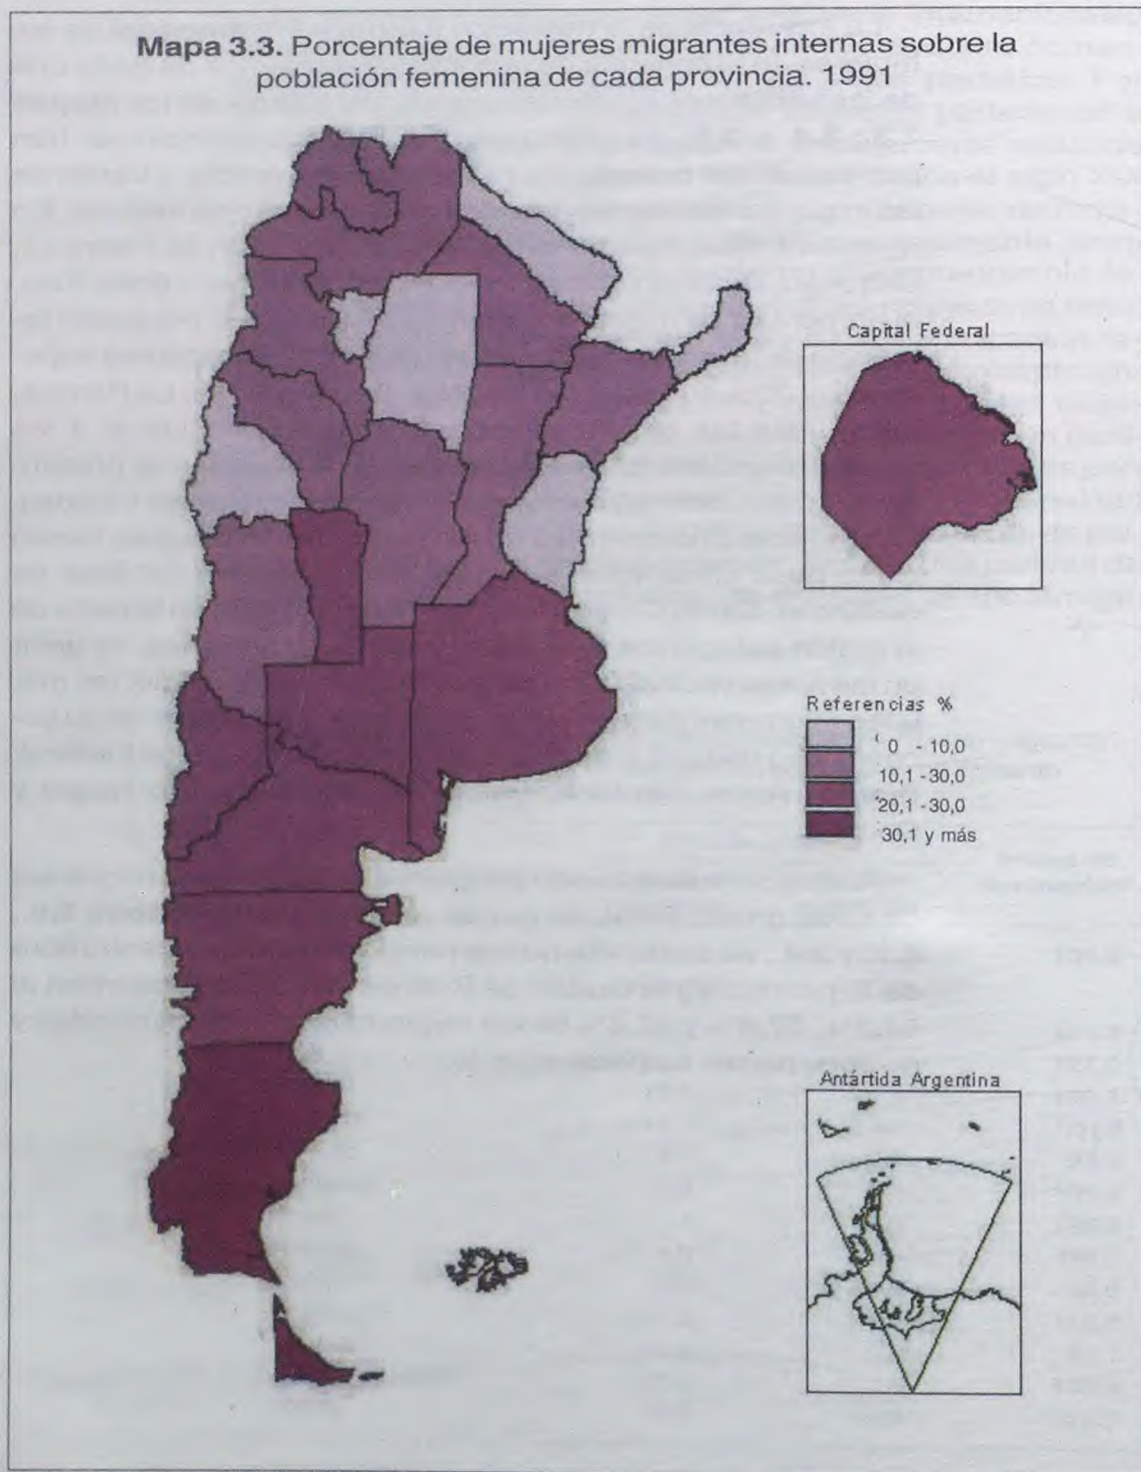 Mapa 3.3. Porcentaje de mujeres migrantes internas sobre la
población femenina de cada provincia. 1991
Capital Federal
Referencias %
0 - 10,0
10,1 - 30,0
20,1 - 30,0
30,1 y más
Antártida Argentina